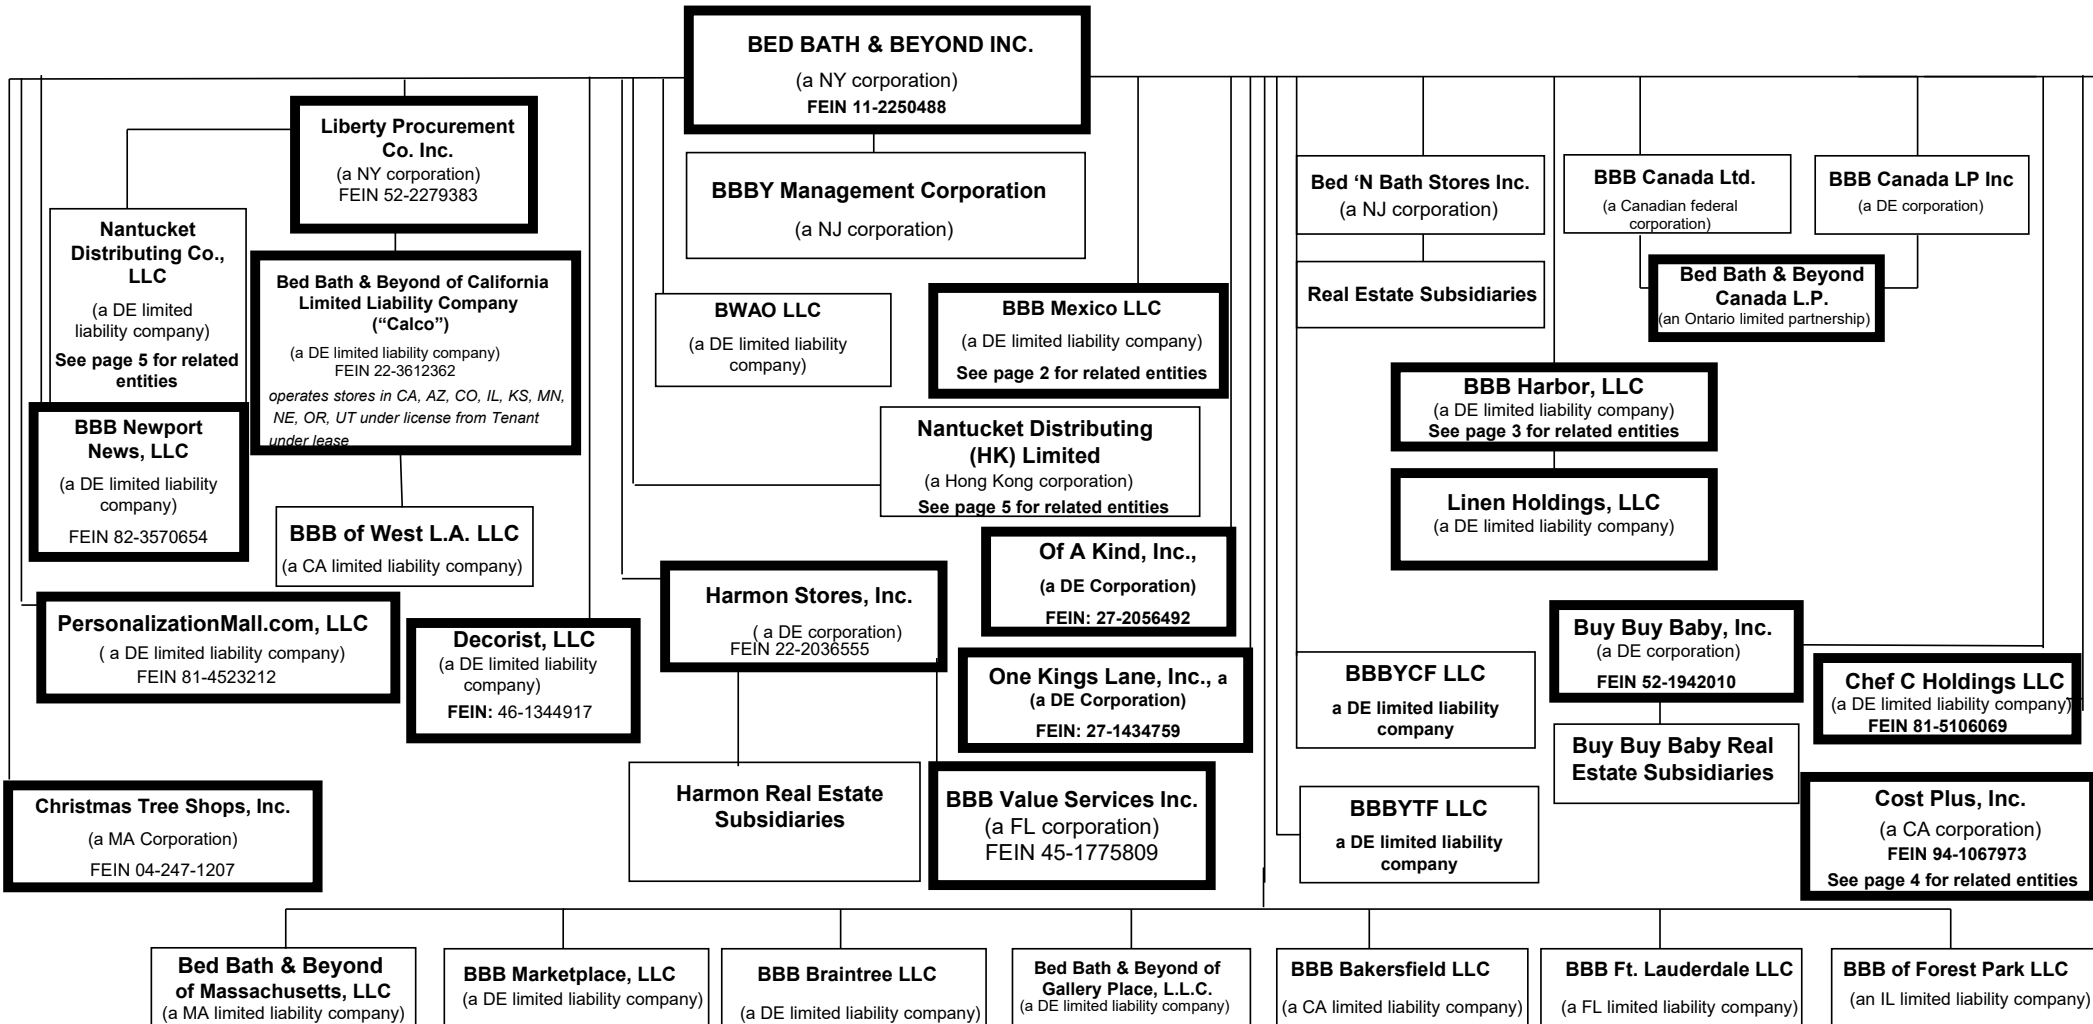 BED BATH & BEYOND INC.
(a NY corporation)
FEIN 11-2250488
Liberty Procurement
Co. Inc.
(a NY corporation)
FEIN 52-2279383
BBBY Management Corporation
(a NJ corporation)
Bed ‘N Bath Stores Inc.
(a NJ corporation)
BBB Canada Ltd.
(a Canadian federal
corporation)
BBB Canada LP Inc
(a DE corporation)
Nantucket
Distributing Co.,
LLC
(a DE limited
liability company)
See page 5 for related
entities
Bed Bath & Beyond of California
Limited Liability Company
(“Calco”)
(a DE limited liability company)
FEIN 22-3612362
operates stores in CA, AZ, CO, IL, KS, MN,
NE, OR, UT under license from Tenant
under lease
BWAO LLC
(a DE limited liability
company)
BBB Mexico LLC
(a DE limited liability company)
See page 2 for related entities
Real Estate Subsidiaries
Bed Bath & Beyond
Canada L.P.
(an Ontario limited partnership)
BBB Newport
News, LLC
(a DE limited liability
company)
FEIN 82-3570654
Nantucket Distributing
(HK) Limited
(a Hong Kong corporation)
See page 5 for related entities
BBB Harbor, LLC
(a DE limited liability company)
See page 3 for related entities
BBB of West L.A. LLC
(a CA limited liability company)
Linen Holdings, LLC
(a DE limited liability company)
Of A Kind, Inc.,
(a DE Corporation)
FEIN: 27-2056492
PersonalizationMall.com, LLC
( a DE limited liability company)
FEIN 81-4523212
Decorist, LLC
(a DE limited liability
company)
FEIN: 46-1344917
Harmon Stores, Inc.
( a DE corporation)
FEIN 22-2036555
One Kings Lane, Inc., a
(a DE Corporation)
FEIN: 27-1434759
BBBYCF LLC
a DE limited liability
company
Buy Buy Baby, Inc.
(a DE corporation)
FEIN 52-1942010
Chef C Holdings LLC
(a DE limited liability company)
FEIN 81-5106069
Buy Buy Baby Real
Estate Subsidiaries
Christmas Tree Shops, Inc.
(a MA Corporation)
FEIN 04-247-1207
Harmon Real Estate
Subsidiaries
BBB Value Services Inc.
(a FL corporation)
FEIN 45-1775809
BBBYTF LLC
a DE limited liability
company
Cost Plus, Inc.
(a CA corporation)
FEIN 94-1067973
See page 4 for related entities
Bed Bath & Beyond
of Massachusetts, LLC
(a MA limited liability company)
BBB Marketplace, LLC
(a DE limited liability company)
BBB Braintree LLC
(a DE limited liability company)
Bed Bath & Beyond of
Gallery Place, L.L.C.
(a DE limited liability company)
BBB Bakersfield LLC
(a CA limited liability company)
BBB Ft. Lauderdale LLC
(a FL limited liability company)
BBB of Forest Park LLC
(an IL limited liability company)